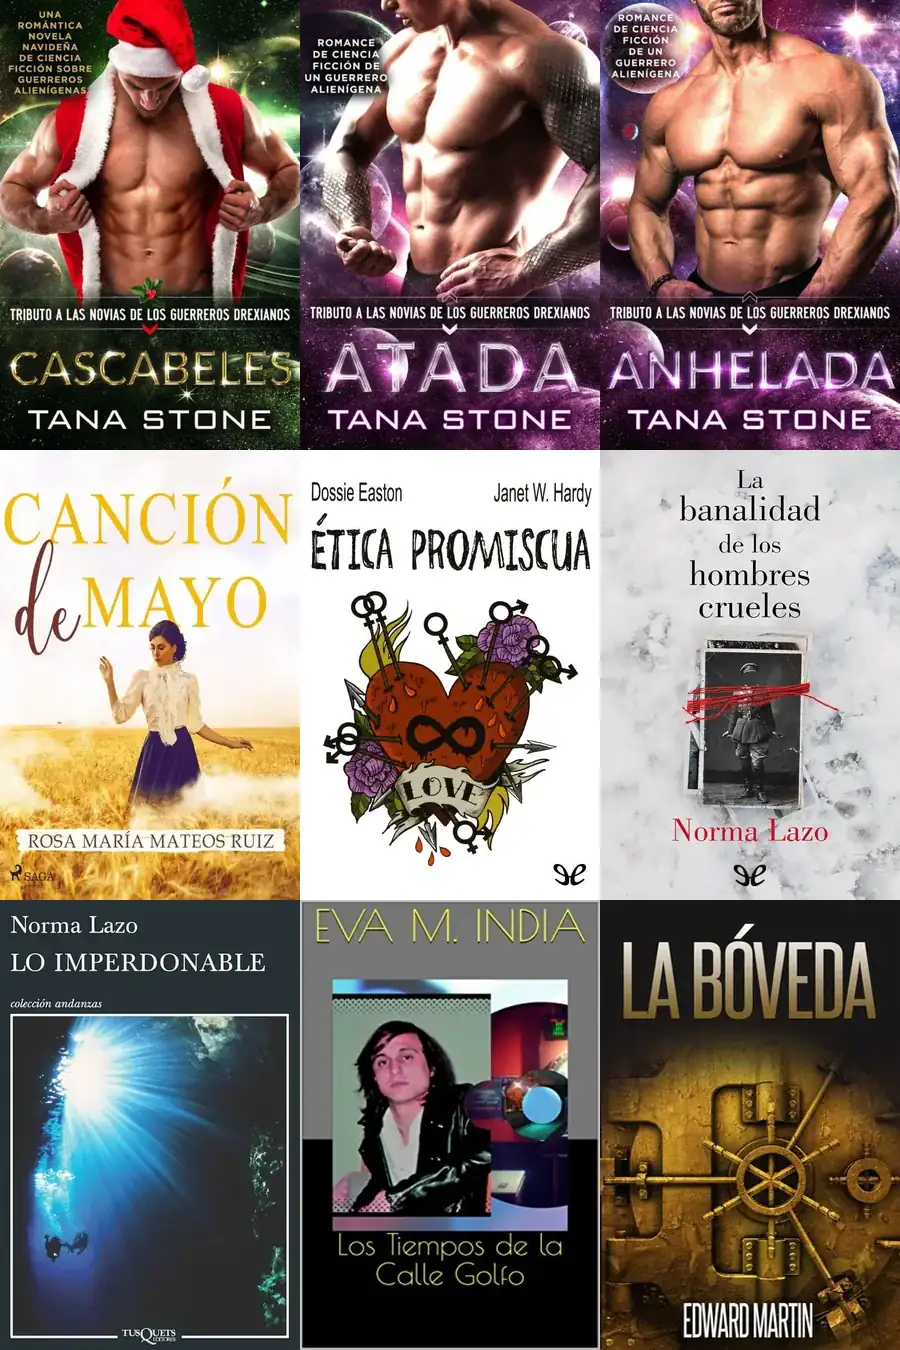 UNA
ROMÁNTICA
NOVELA
NAVIDEÑA
DE CIENCIA
FICCIÓN SOBRE
GUERREROS
ALIENÍGENAS
TRIBUTO A LAS NOVIAS DE LOS GUERREROS DREXIANOS
CASCABELES
TANA STONE
ROMANCE
DE CIENCIA
FICCIÓN DE
UN GUERRERO
ALIENÍGENA
TRIBUTO A LAS NOVIAS DE LOS GUERREROS DREXIANOS
ATADA
TANA STONE
ROMANCE
DE CIENCIA
FICCIÓN
DE UN
GUERRERO
ALIENÍGENA
TRIBUTO A LAS NOVIAS DE LOS GUERREROS DREXIANOS
ANHELADA
TANA STONE
CANCIÓN
de MAYO
ROSA MARÍA MATEOS RUIZ
SAGA
Dossie Easton Janet W. Hardy
ÉTICA PROMISCUA
LOVE
La
banalidad
de los
hombres
crueles
Norma Lazo
Norma Lazo
LO IMPERDONABLE
colección andanzas
TUSQUETS
EDITORES
EVA M. INDIA
Los Tiempos de la
Calle Golfo
LA BÓVEDA
EDWARD MARTIN